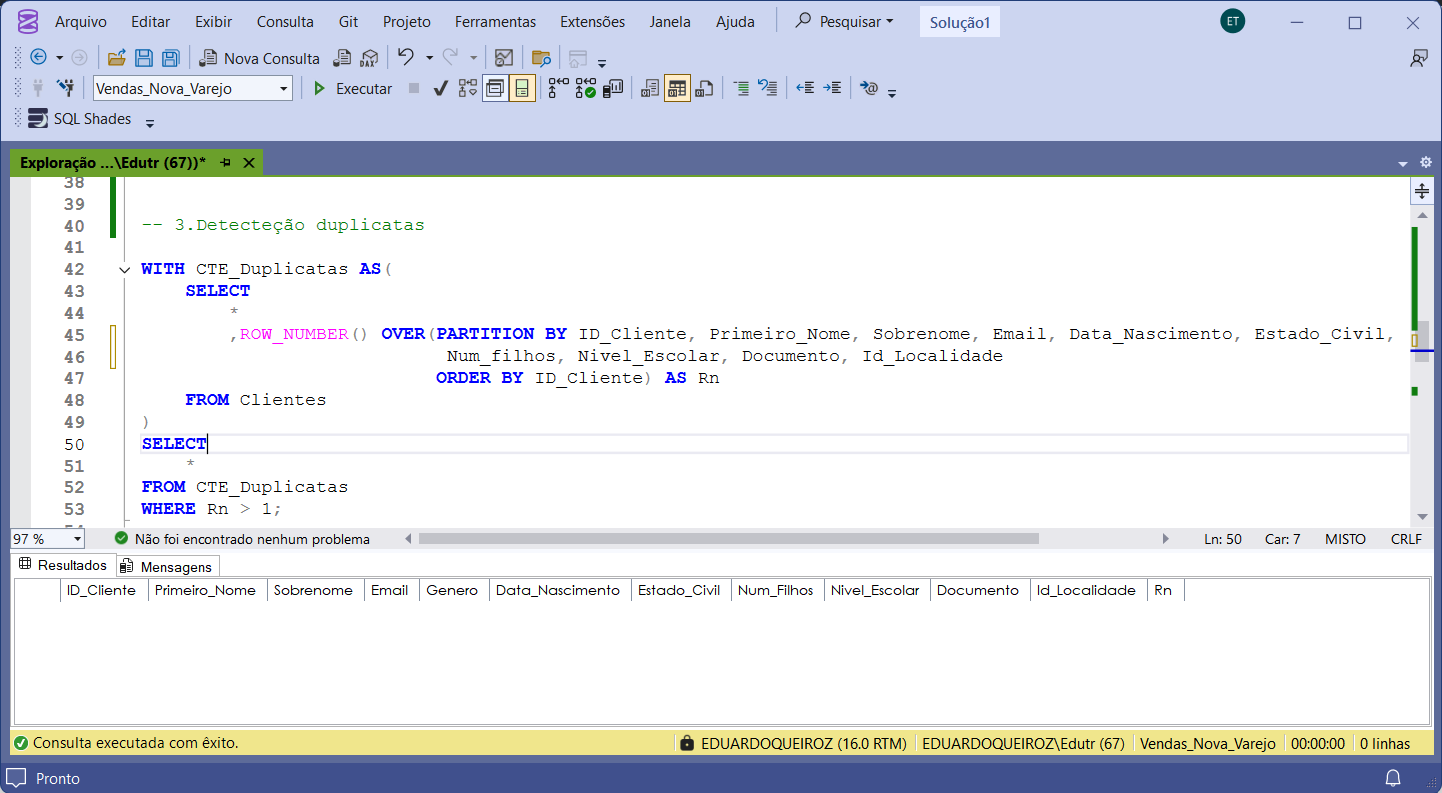 Arquivo Editar Exibir Consulta Git Projeto Ferramentas Extensões Janela Ajuda Pesquisar Solução1 ET
Nova Consulta DAX
Vendas_Nova_Varejo Executar
SQL Shades
Exploração ...\Edutr (67))*
38
39
40 -- 3.Detecteção duplicatas
41
42 WITH CTE_Duplicatas AS(
43 SELECT
44 *
45 ,ROW_NUMBER() OVER(PARTITION BY ID_Cliente, Primeiro_Nome, Sobrenome, Email, Data_Nascimento, Estado_Civil,
46 Num_filhos, Nivel_Escolar, Documento, Id_Localidade
47 ORDER BY ID_Cliente) AS Rn
48 FROM Clientes
49 )
50 SELECT
51 *
52 FROM CTE_Duplicatas
53 WHERE Rn > 1;
97 % Não foi encontrado nenhum problema Ln: 50 Car: 7 MISTO CRLF
Resultados Mensagens
ID_Cliente Primeiro_Nome Sobrenome Email Genero Data_Nascimento Estado_Civil Num_Filhos Nivel_Escolar Documento Id_Localidade Rn
Consulta executada com êxito. EDUARDOQUEIROZ (16.0 RTM) EDUARDOQUEIROZ\Edutr (67) Vendas_Nova_Varejo 00:00:00 0 linhas
Pronto